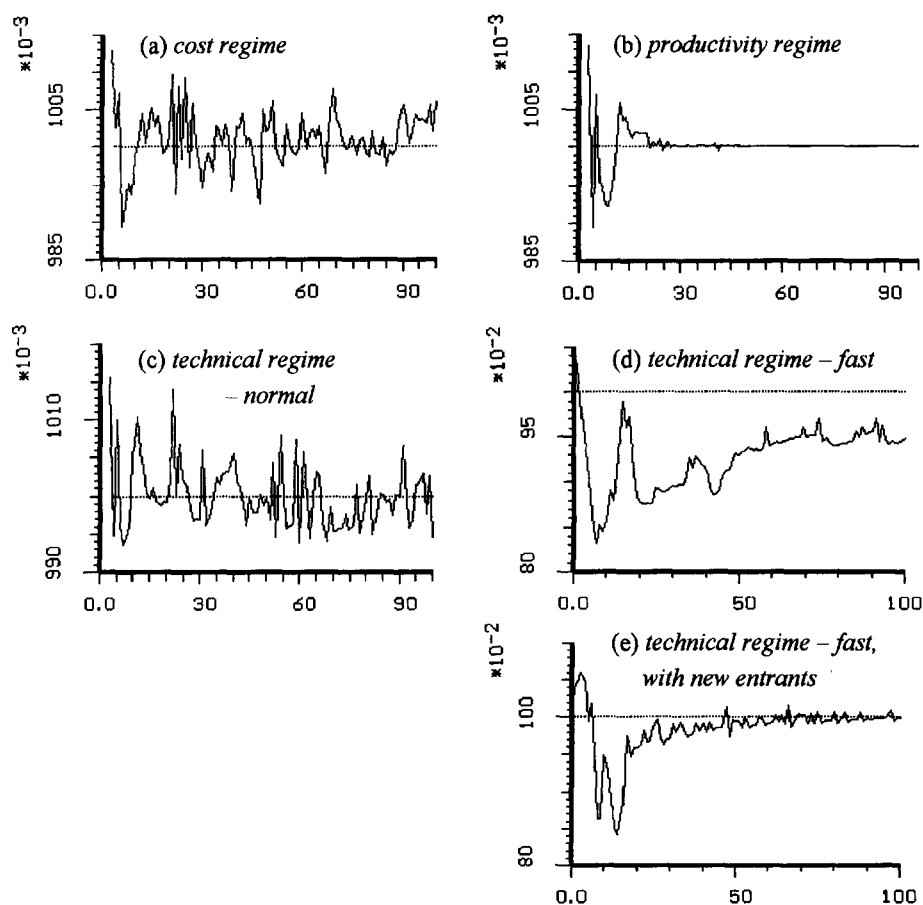 (a) cost regime
*10⁻³
1005
985
0.0 30 60 90
(b) productivity regime
*10⁻³
1005
985
0.0 30 60 90
(c) technical regime
– normal
*10⁻³
1010
990
0.0 30 60 90
(d) technical regime – fast
*10⁻²
95
80
0.0 50 100
(e) technical regime – fast,
with new entrants
*10⁻²
100
80
0.0 50 100